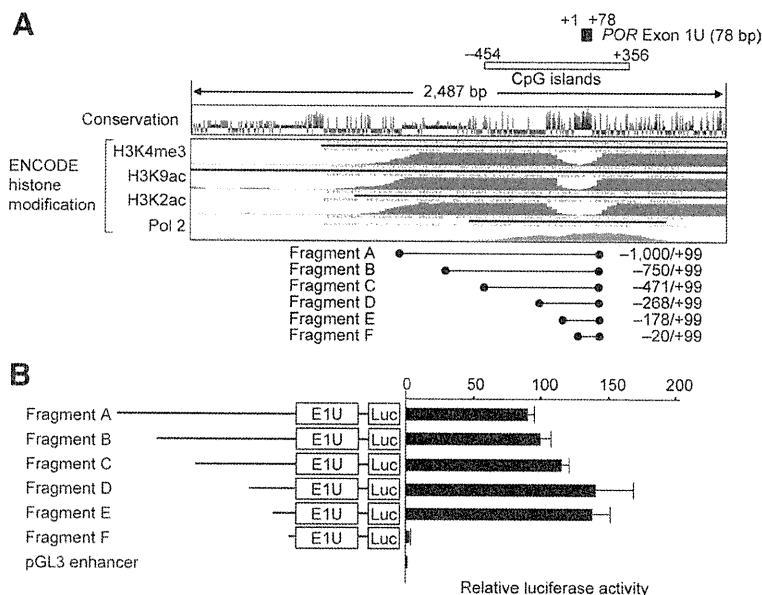 A
+1 +78
POR Exon 1U (78 bp)
–454 +356
CpG islands
2,487 bp
Conservation
ENCODE
histone
modification
H3K4me3
H3K9ac
H3K2ac
Pol 2
Fragment A –1,000/+99
Fragment B –750/+99
Fragment C –471/+99
Fragment D –268/+99
Fragment E –178/+99
Fragment F –20/+99
B
0 50 100 150 200
Fragment A E1U Luc
Fragment B E1U Luc
Fragment C E1U Luc
Fragment D E1U Luc
Fragment E E1U Luc
Fragment F E1U Luc
pGL3 enhancer
Relative luciferase activity